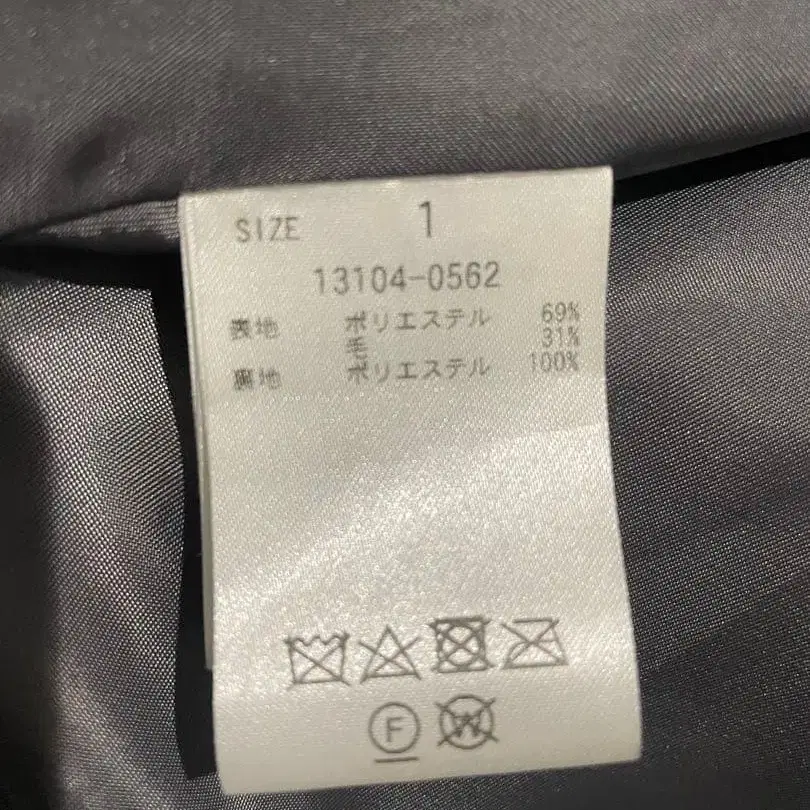 SIZE 1
13104-0562
表地 ポリエステル 69%
毛 31%
裏地 ポリエステル 100%
F W